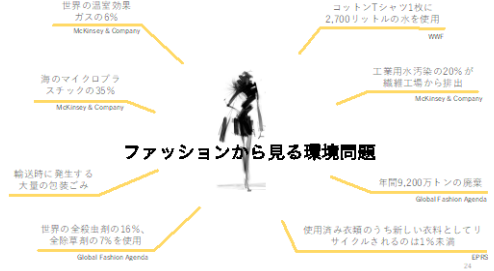 世界の温室効果
ガスの6%
McKinsey & Company
コットンTシャツ1枚に
2,700リットルの水を使用
WWF
海のマイクロプラ
スチックの35%
McKinsey & Company
工業用水汚染の20%が
繊維工場から排出
McKinsey & Company
ファッションから見る環境問題
輸送時に発生する
大量の包装ごみ
年間9,200万トンの廃棄
Global Fashion Agenda
世界の全殺虫剤の16%、
全除草剤の7%を使用
Global Fashion Agenda
使用済み衣類のうち新しい衣料としてリ
サイクルされるのは1%未満
EPRS
24